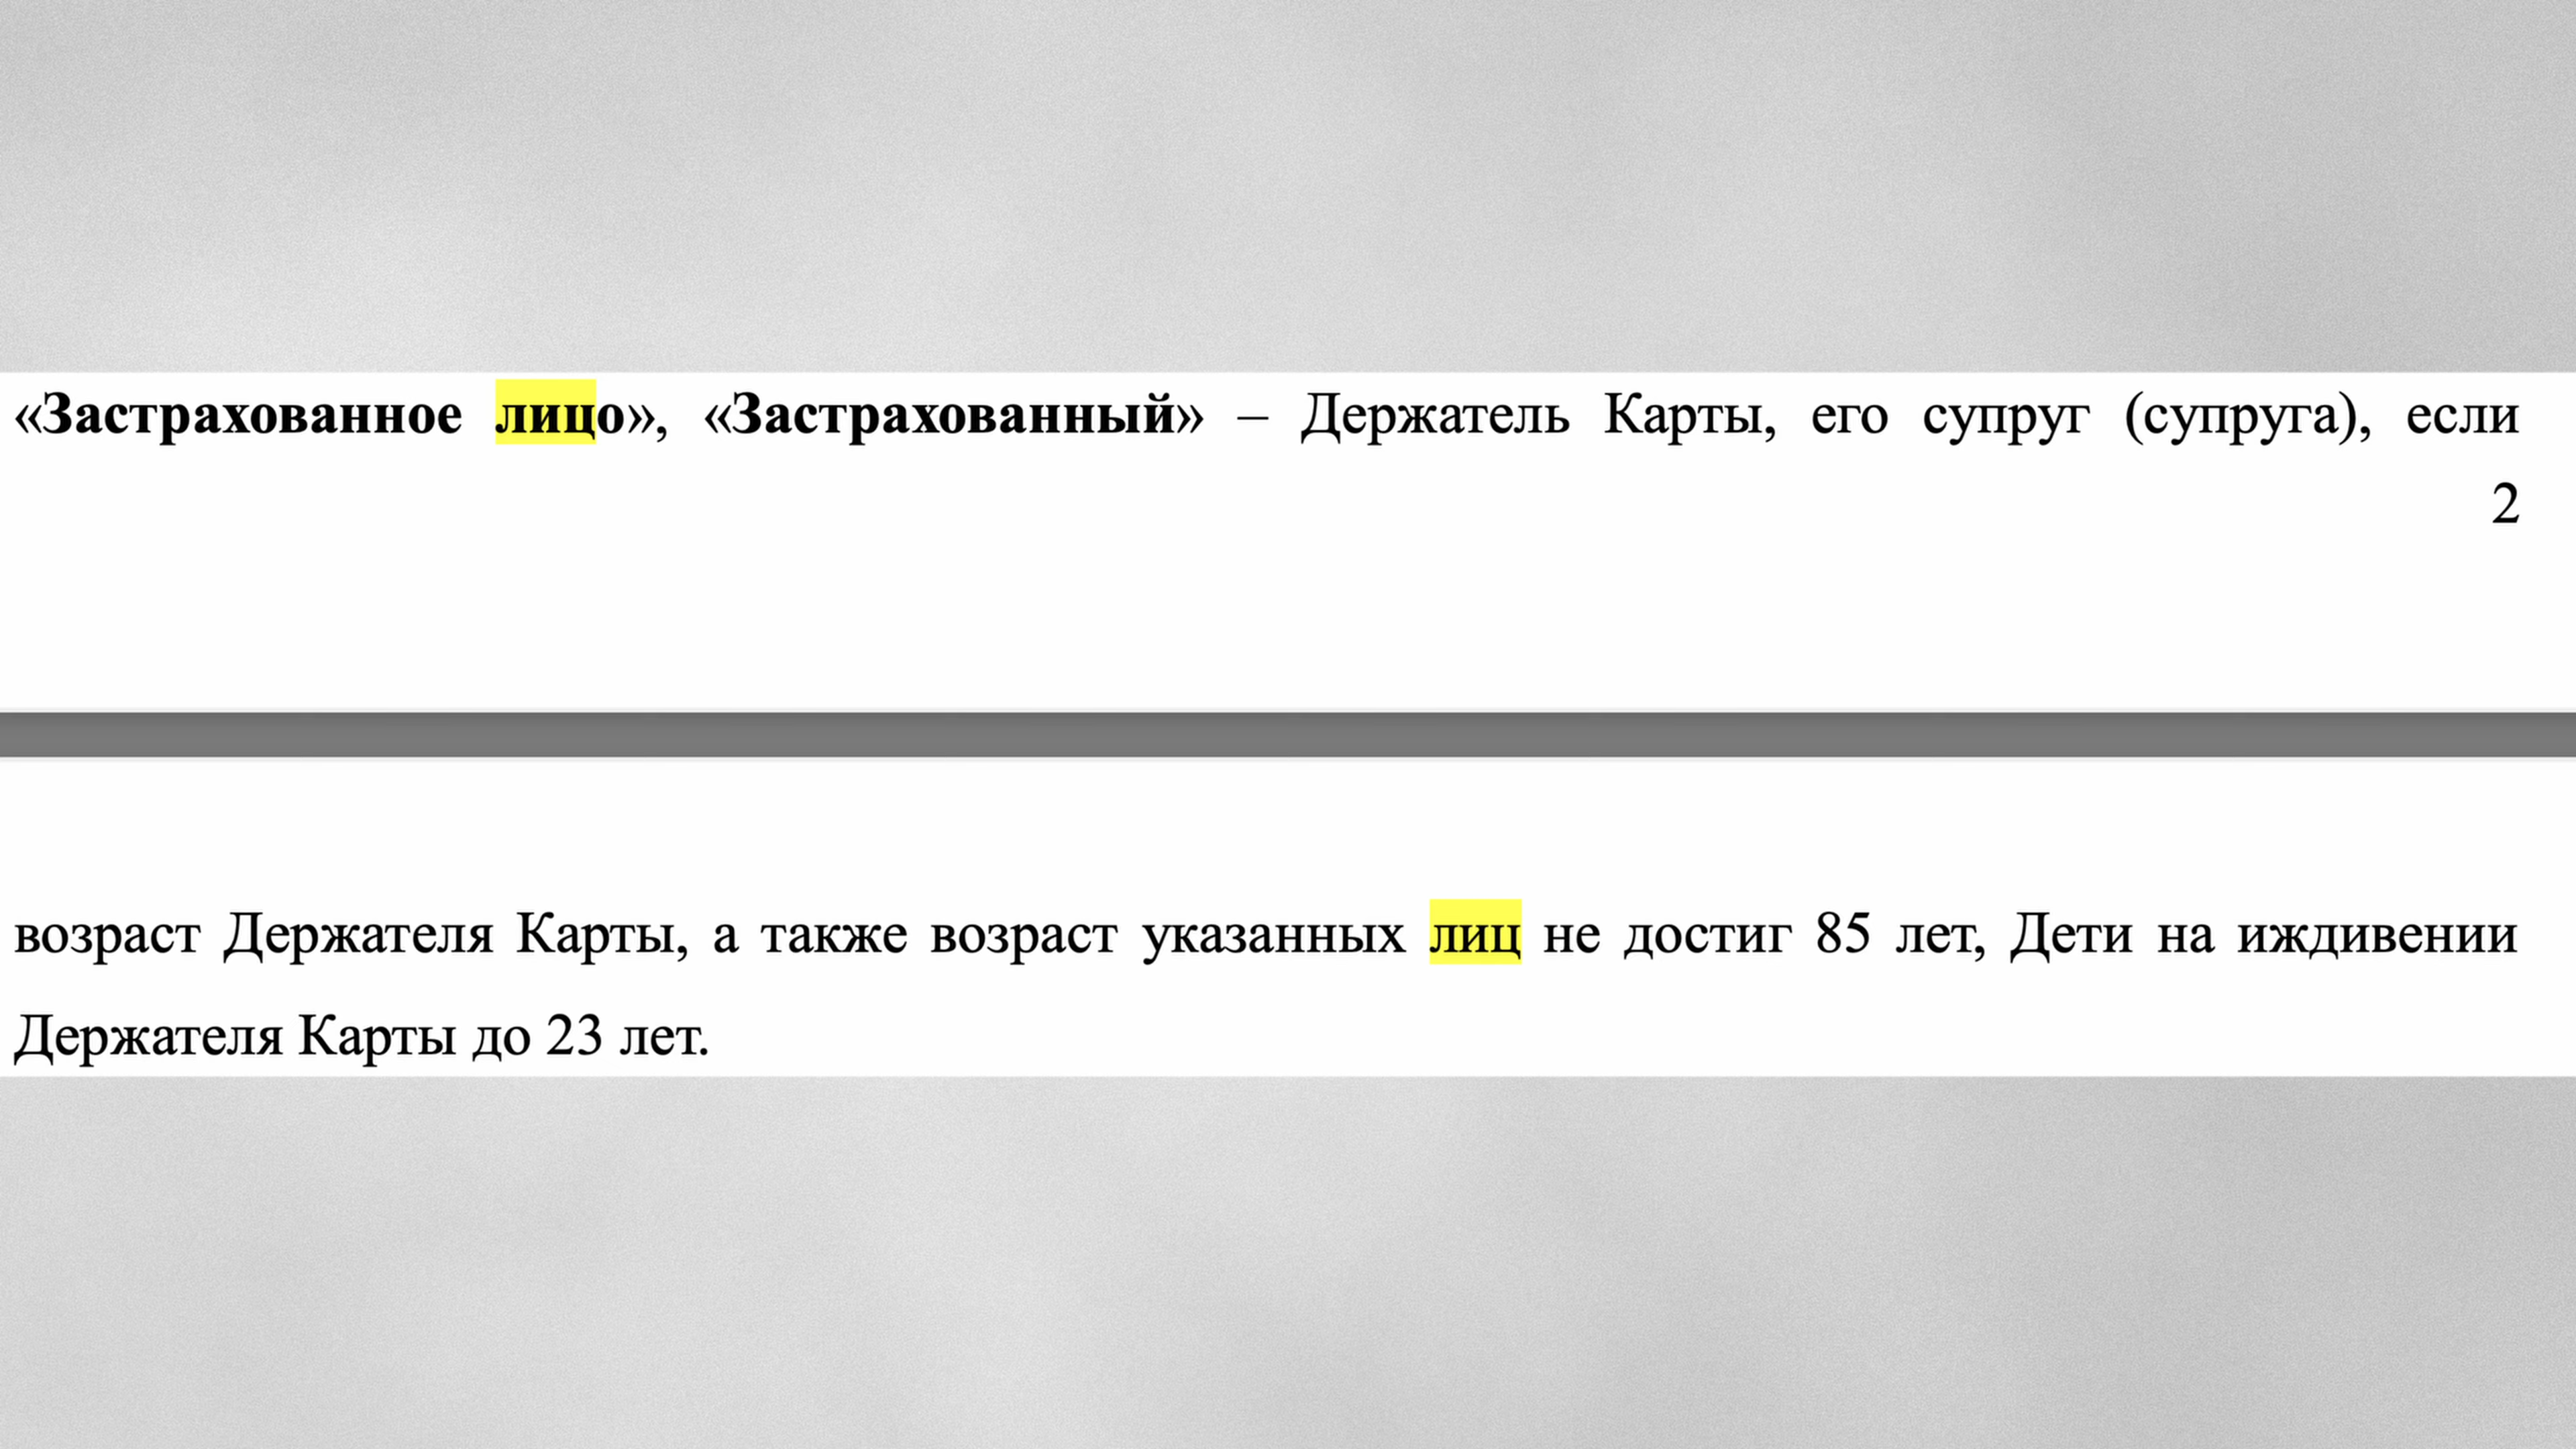 «Застрахованное лицо», «Застрахованный» – Держатель Карты, его супруг (супруга), если
2
возраст Держателя Карты, а также возраст указанных лиц не достиг 85 лет, Дети на иждивении
Держателя Карты до 23 лет.